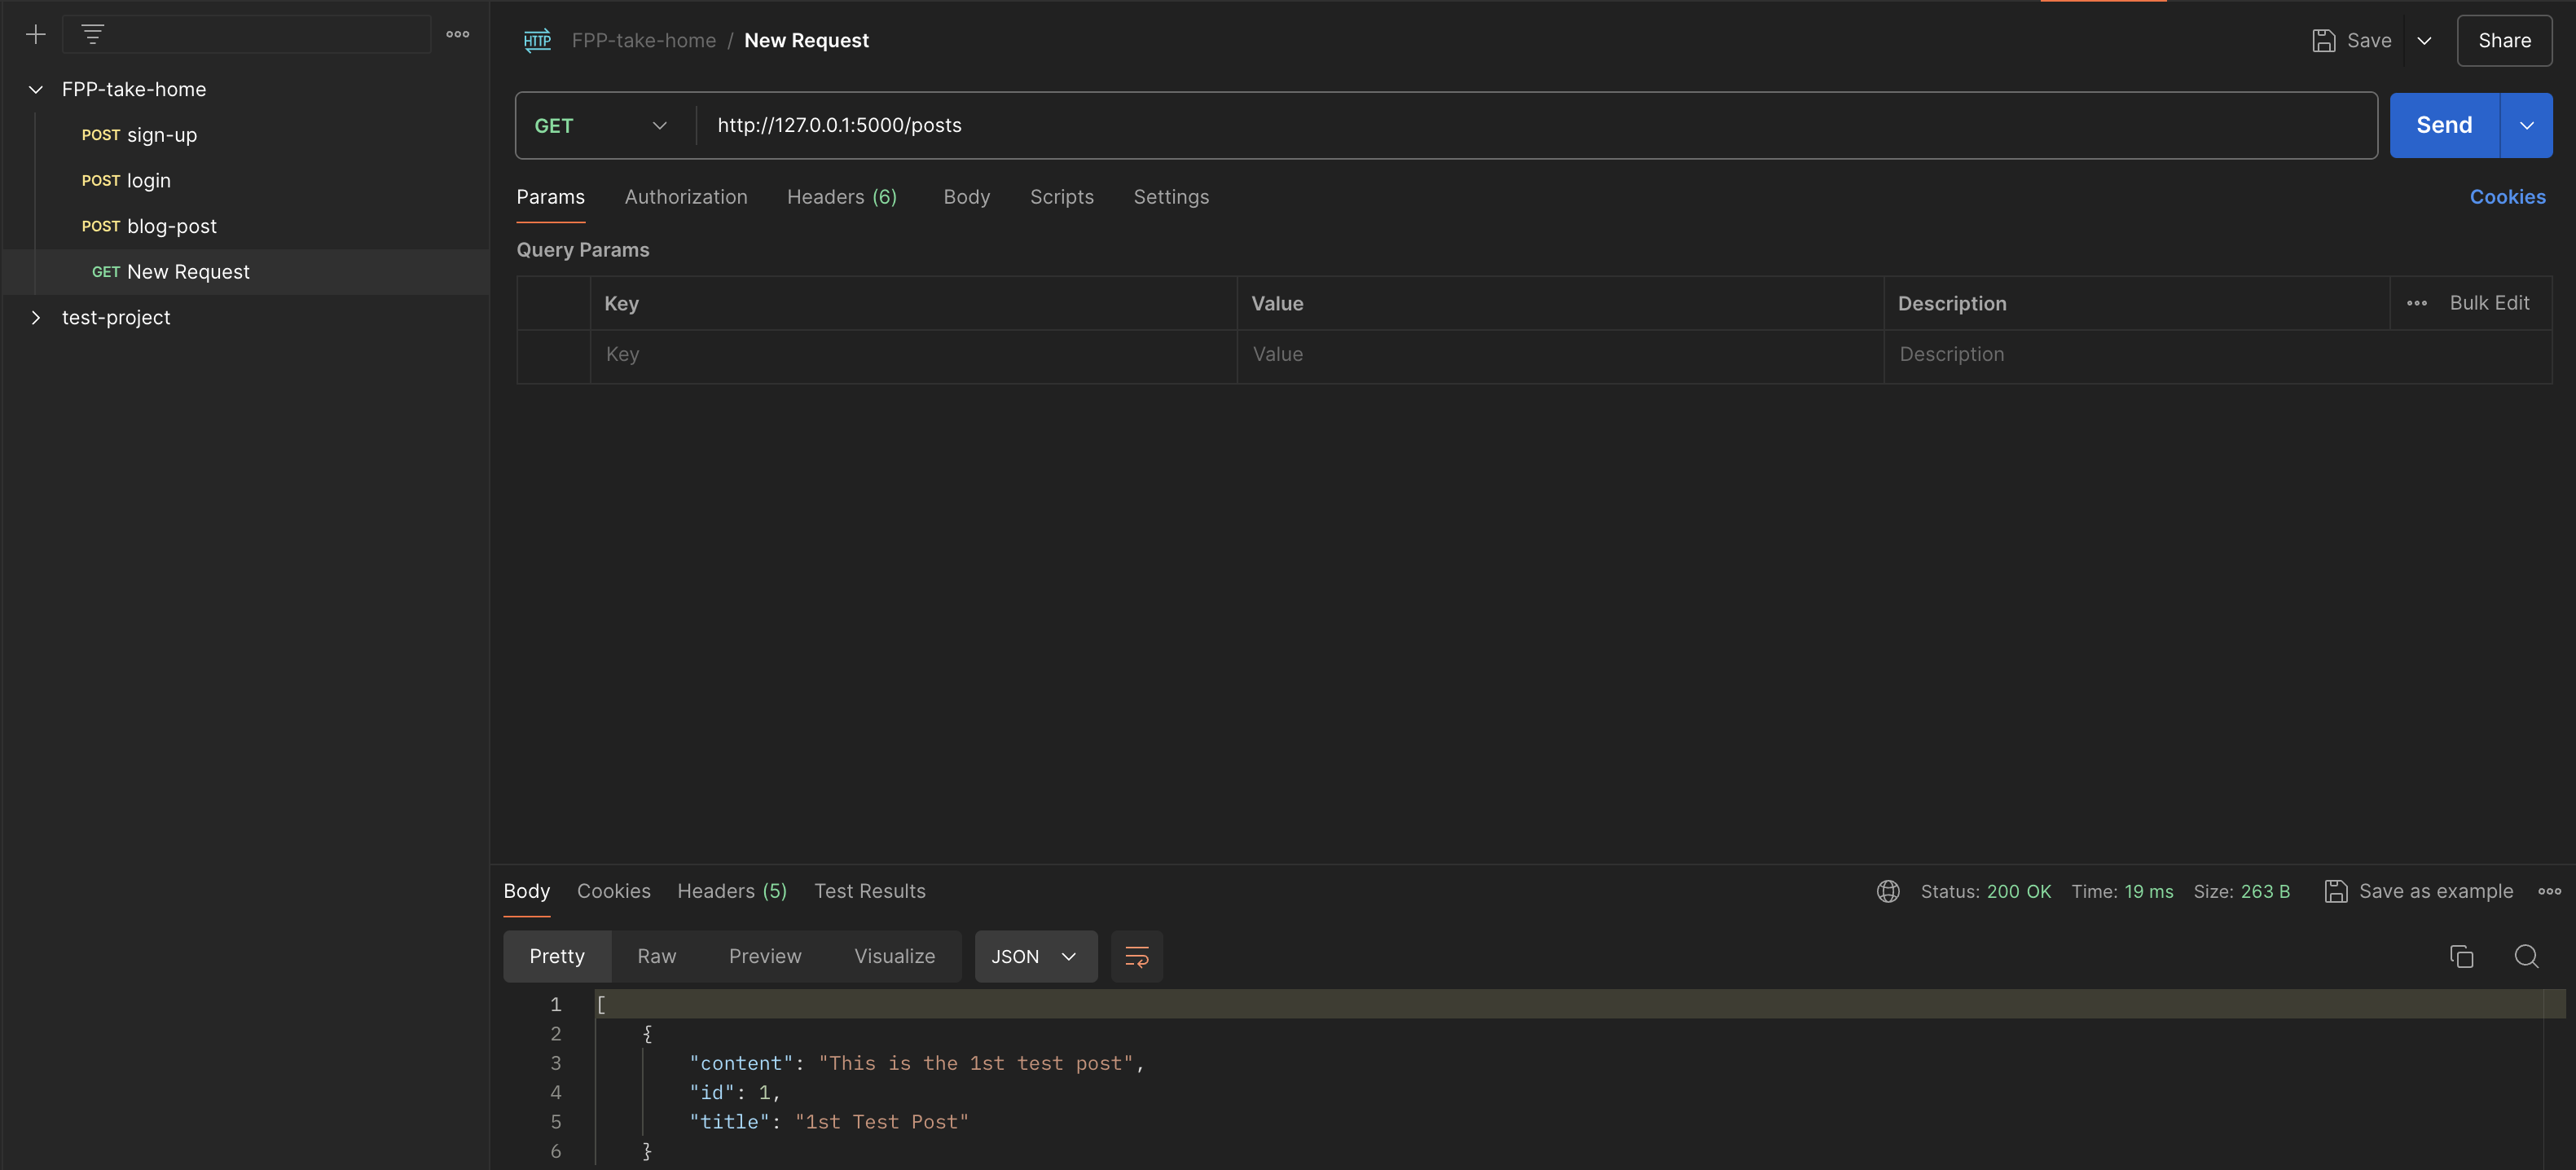 FPP-take-home
POST sign-up
POST login
POST blog-post
GET New Request
test-project
HTTP FPP-take-home / New Request
Save
Share
GET http://127.0.0.1:5000/posts
Send
Params Authorization Headers (6) Body Scripts Settings
Cookies
Query Params
Key Value Description Bulk Edit
Key Value Description
Body Cookies Headers (5) Test Results
Status: 200 OK Time: 19 ms Size: 263 B Save as example
Pretty Raw Preview Visualize JSON
1 [
2 {
3 "content": "This is the 1st test post",
4 "id": 1,
5 "title": "1st Test Post"
6 }